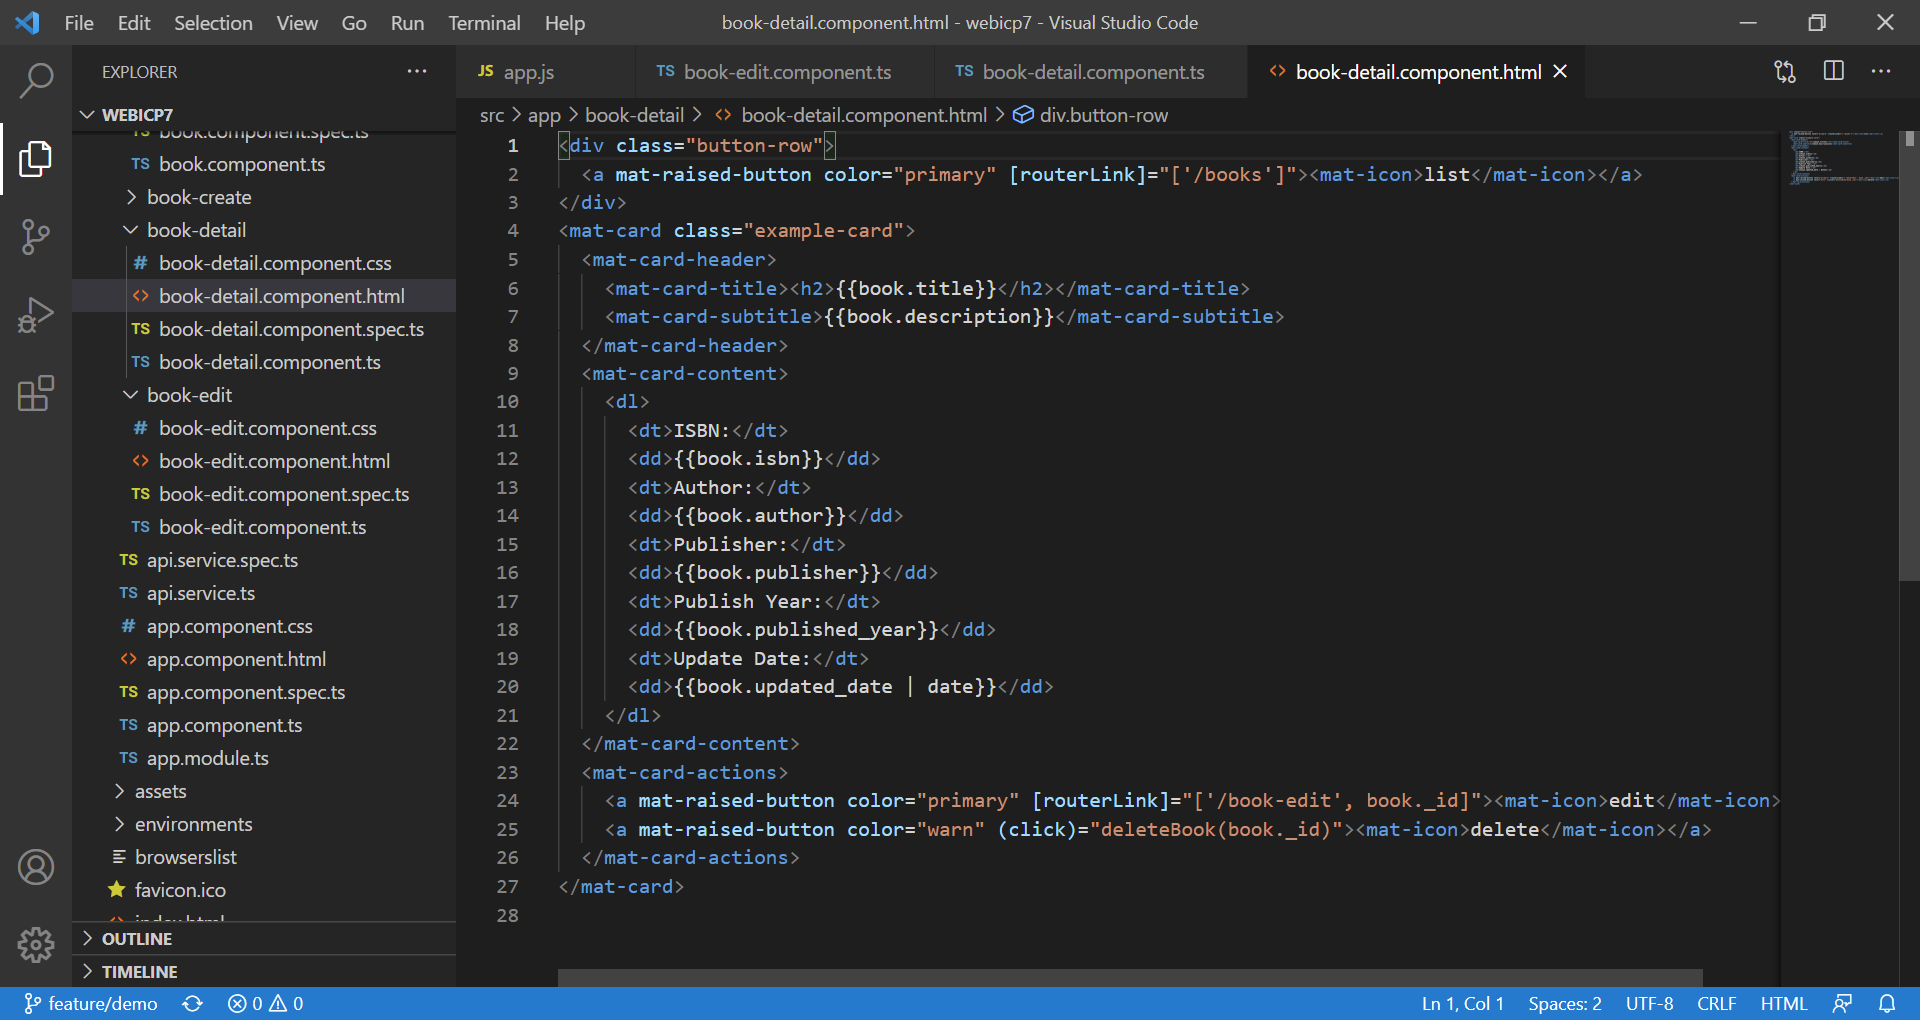 File Edit Selection View Go Run Terminal Help
book-detail.component.html - webicp7 - Visual Studio Code
EXPLORER
WEBICP7
book.component.spec.ts
TS book.component.ts
book-create
book-detail
# book-detail.component.css
<> book-detail.component.html
TS book-detail.component.spec.ts
TS book-detail.component.ts
book-edit
# book-edit.component.css
<> book-edit.component.html
TS book-edit.component.spec.ts
TS book-edit.component.ts
TS api.service.spec.ts
TS api.service.ts
# app.component.css
<> app.component.html
TS app.component.spec.ts
TS app.component.ts
TS app.module.ts
assets
environments
browserslist
favicon.ico
index.html
OUTLINE
TIMELINE
JS app.js
TS book-edit.component.ts
TS book-detail.component.ts
<> book-detail.component.html
src > app > book-detail > <> book-detail.component.html > div.button-row
1 <div class="button-row">
2   <a mat-raised-button color="primary" [routerLink]="['/books']"><mat-icon>list</mat-icon></a>
3 </div>
4 <mat-card class="example-card">
5   <mat-card-header>
6     <mat-card-title><h2>{{book.title}}</h2></mat-card-title>
7     <mat-card-subtitle>{{book.description}}</mat-card-subtitle>
8   </mat-card-header>
9   <mat-card-content>
10     <dl>
11       <dt>ISBN:</dt>
12       <dd>{{book.isbn}}</dd>
13       <dt>Author:</dt>
14       <dd>{{book.author}}</dd>
15       <dt>Publisher:</dt>
16       <dd>{{book.publisher}}</dd>
17       <dt>Publish Year:</dt>
18       <dd>{{book.published_year}}</dd>
19       <dt>Update Date:</dt>
20       <dd>{{book.updated_date | date}}</dd>
21     </dl>
22   </mat-card-content>
23   <mat-card-actions>
24     <a mat-raised-button color="primary" [routerLink]="['/book-edit', book._id]"><mat-icon>edit</mat-icon>
25     <a mat-raised-button color="warn" (click)="deleteBook(book._id)"><mat-icon>delete</mat-icon></a>
26   </mat-card-actions>
27 </mat-card>
28
feature/demo 0 0
Ln 1, Col 1 Spaces: 2 UTF-8 CRLF HTML